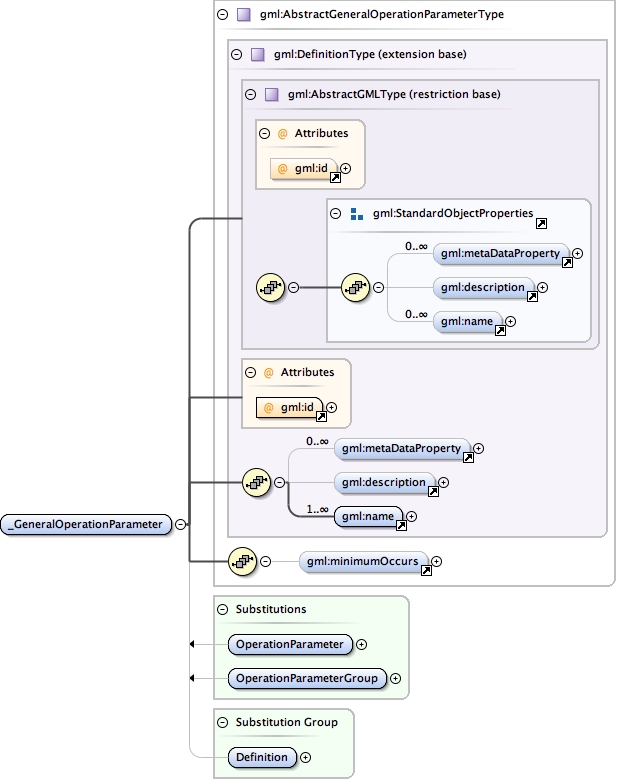 gml:AbstractGeneralOperationParameterType
gml:DefinitionType (extension base)
gml:AbstractGMLType (restriction base)
@ Attributes
@ gml:id
gml:StandardObjectProperties
0..∞
gml:metaDataProperty
gml:description
0..∞
gml:name
@ Attributes
@ gml:id
0..∞
gml:metaDataProperty
gml:description
1..∞
gml:name
_GeneralOperationParameter
gml:minimumOccurs
Substitutions
OperationParameter
OperationParameterGroup
Substitution Group
Definition